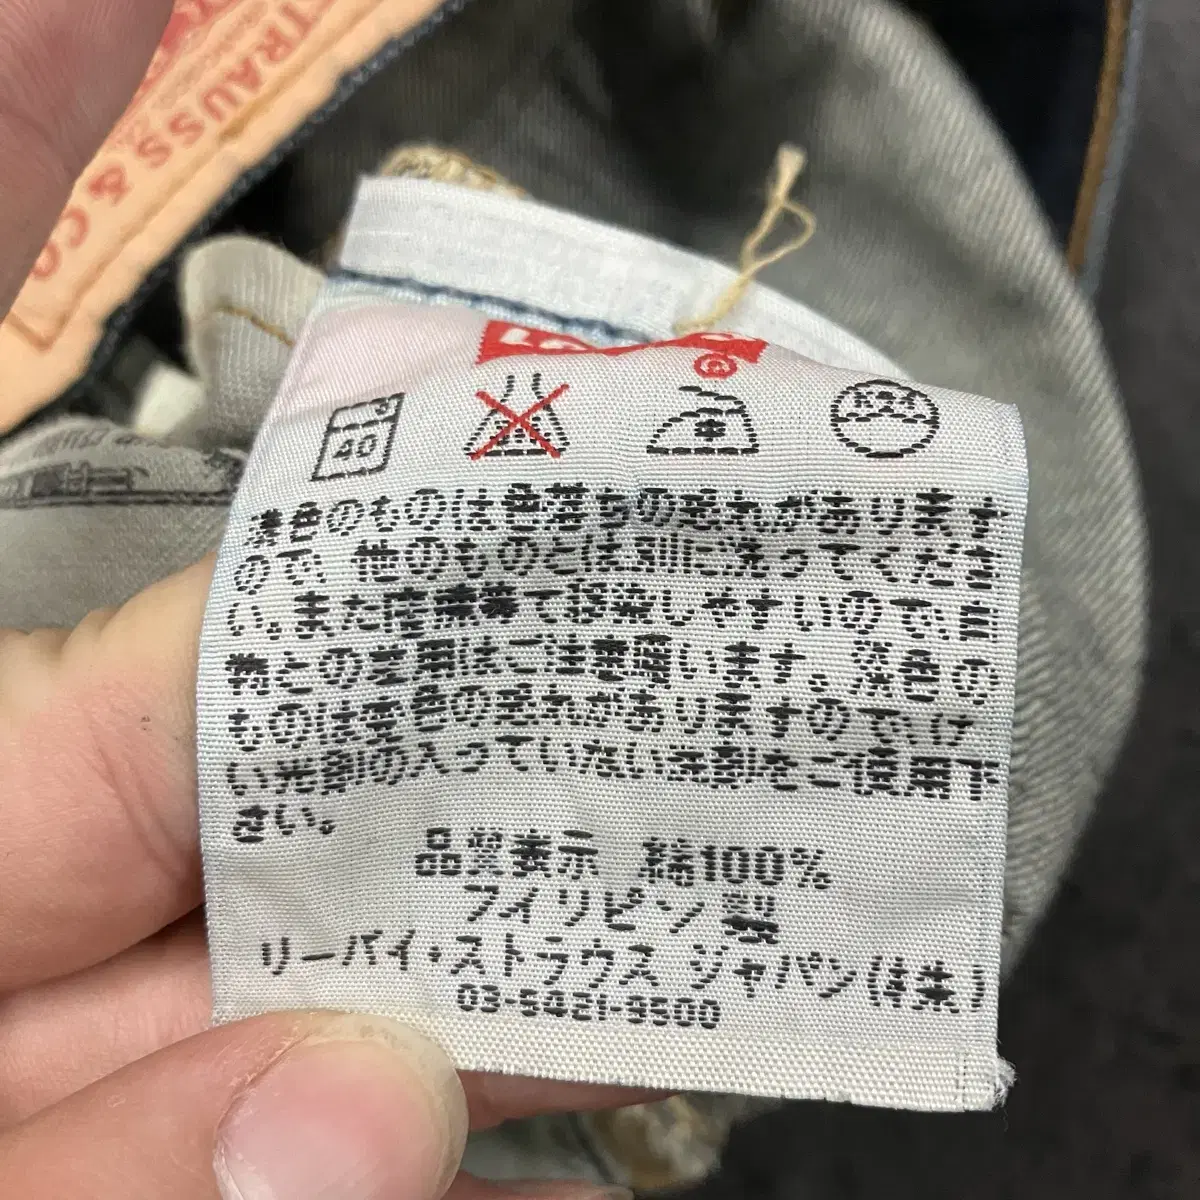 STRAUSS & CO
P
40
中
濃色のものは色落ちの恐れがあります
ので、他のものとは別に洗ってくださ
い。また摩擦等で移染しやすいので、白
物との着用はご注意願います。淡色の
ものは変色の恐れがありますので、け
い光剤の入っていない洗剤をご使用下
さい。
品質表示 綿100%
フィリピン製
リーバイ・ストラウス ジャパン(株)
03-5421-9500